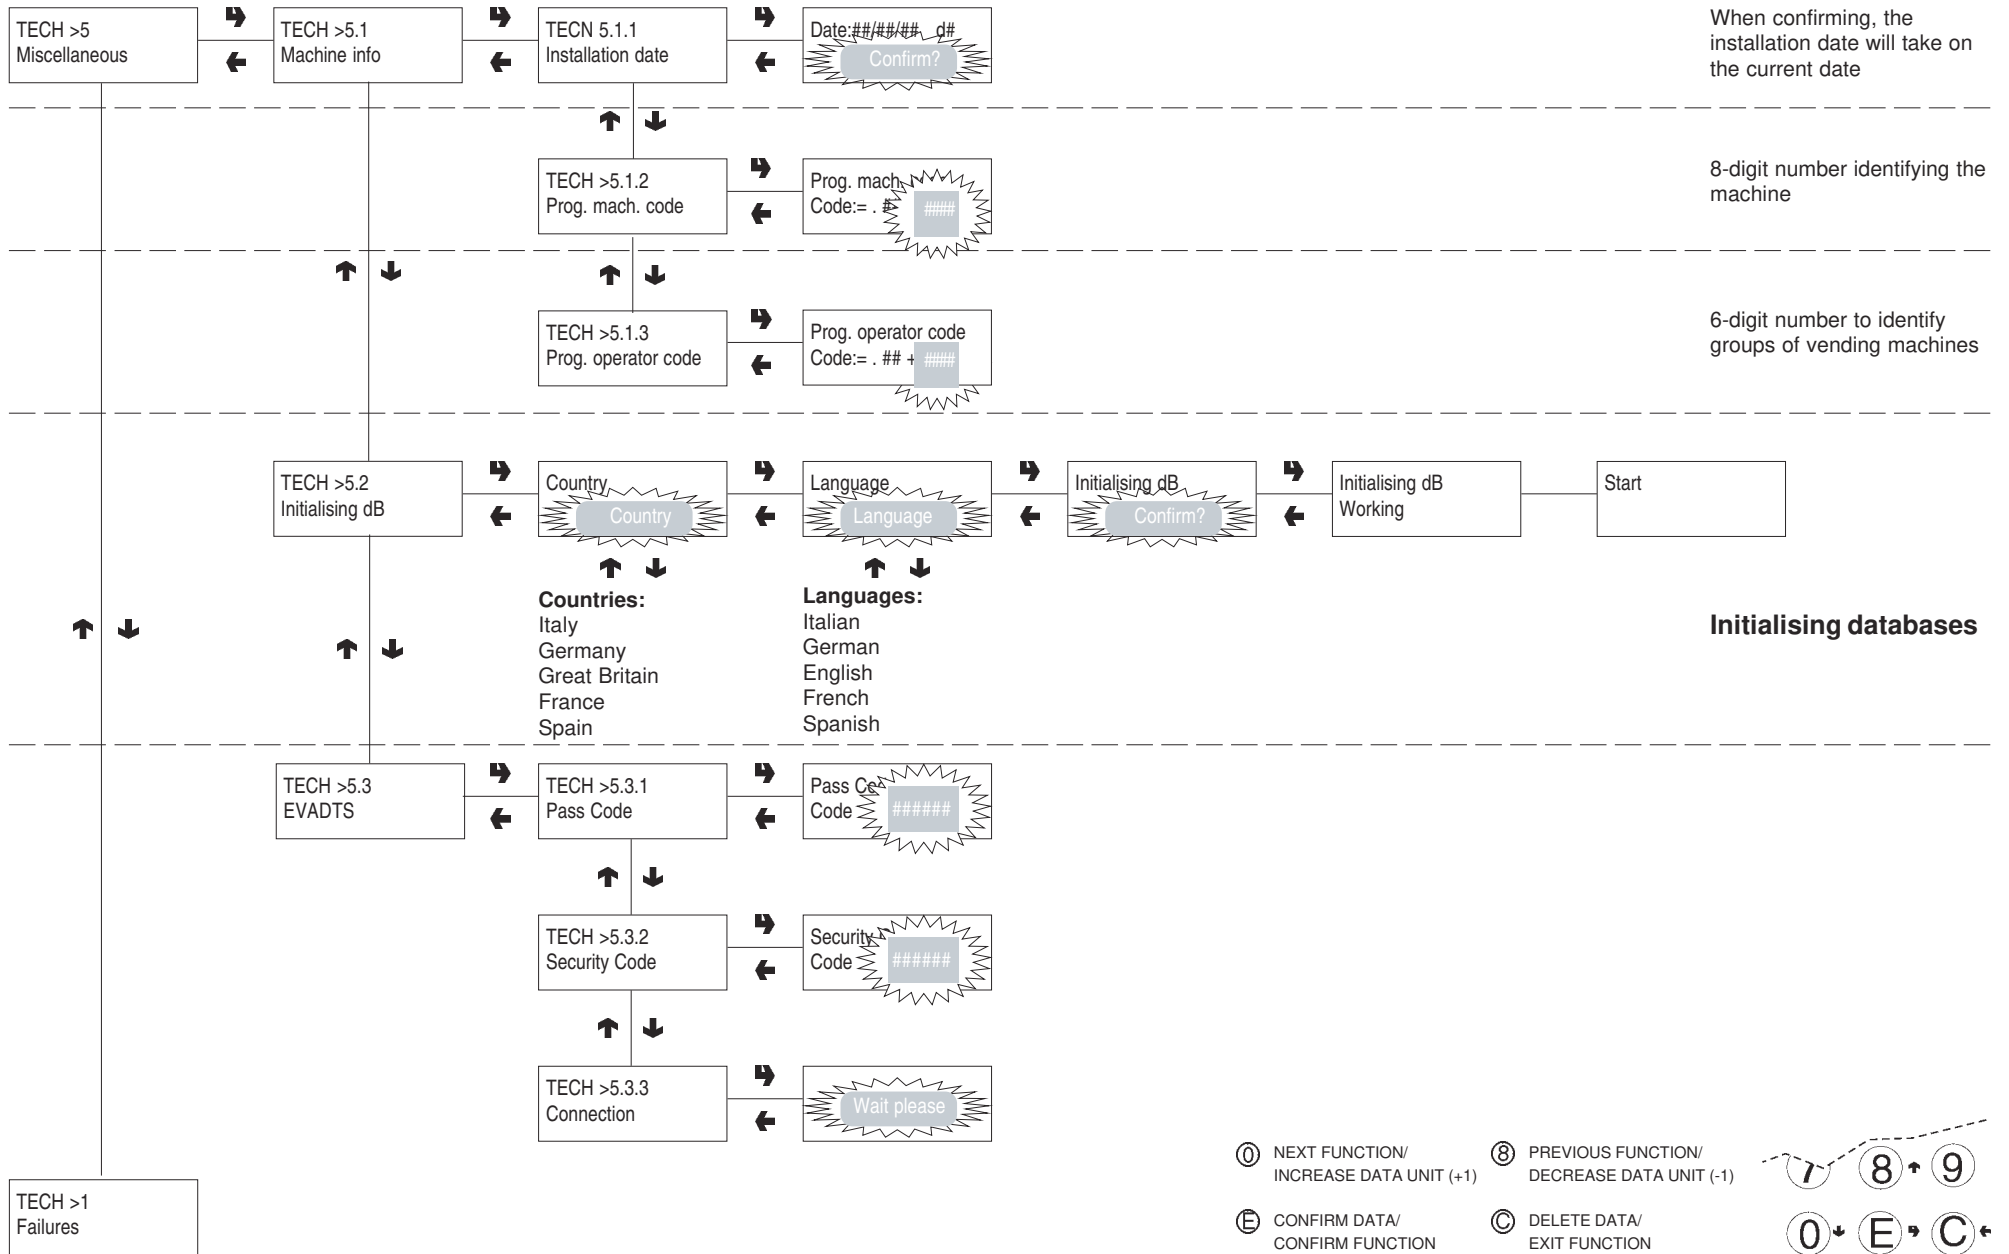 TECH >5
Miscellaneous
TECH >5.1
Machine info
TECN 5.1.1
Installation date
Date:##/##/## d#
Confirm?
When confirming, the
installation date will take on
the current date
TECH >5.1.2
Prog. mach. code
Prog. mach.
Code:= . #
####
8-digit number identifying the
machine
TECH >5.1.3
Prog. operator code
Prog. operator code
Code:= . ## +
####
6-digit number to identify
groups of vending machines
TECH >5.2
Initialising dB
Country
Country
Language
Language
Initialising dB
Confirm?
Initialising dB
Working
Start
Countries:
Italy
Germany
Great Britain
France
Spain
Languages:
Italian
German
English
French
Spanish
Initialising databases
TECH >5.3
EVADTS
TECH >5.3.1
Pass Code
Pass
Code
######
TECH >5.3.2
Security Code
Security
Code
######
TECH >5.3.3
Connection
Wait please
TECH >1
Failures
0 NEXT FUNCTION/
INCREASE DATA UNIT (+1)
8 PREVIOUS FUNCTION/
DECREASE DATA UNIT (-1)
E CONFIRM DATA/
CONFIRM FUNCTION
C DELETE DATA/
EXIT FUNCTION
7 8 9
0 E C